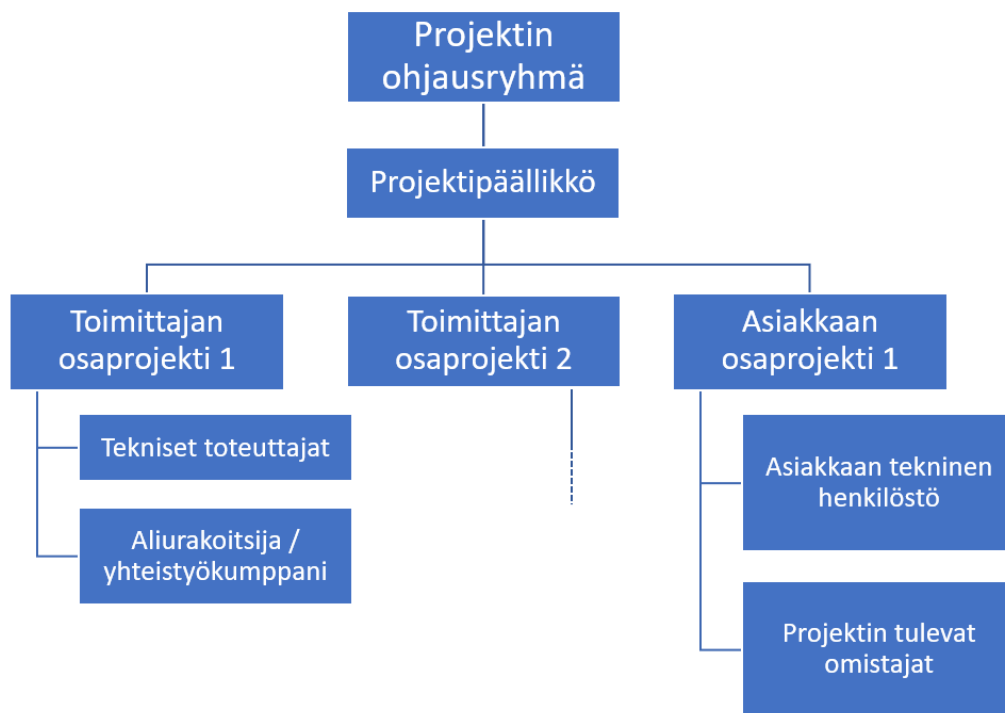 Projektin
ohjausryhmä
Projektipäällikkö
Toimittajan
osaprojekti 1
Toimittajan
osaprojekti 2
Asiakkaan
osaprojekti 1
Tekniset toteuttajat
Aliurakoitsija /
yhteistyökumppani
Asiakkaan tekninen
henkilöstö
Projektin tulevat
omistajat